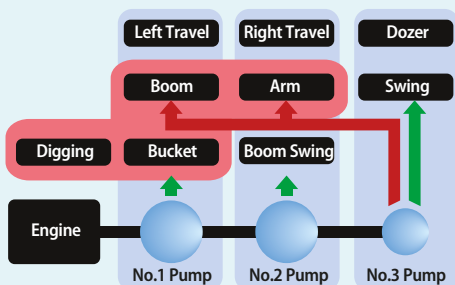 Left Travel Right Travel Dozer
Boom Arm Swing
Digging Bucket Boom Swing
Engine
No.1 Pump No.2 Pump No.3 Pump